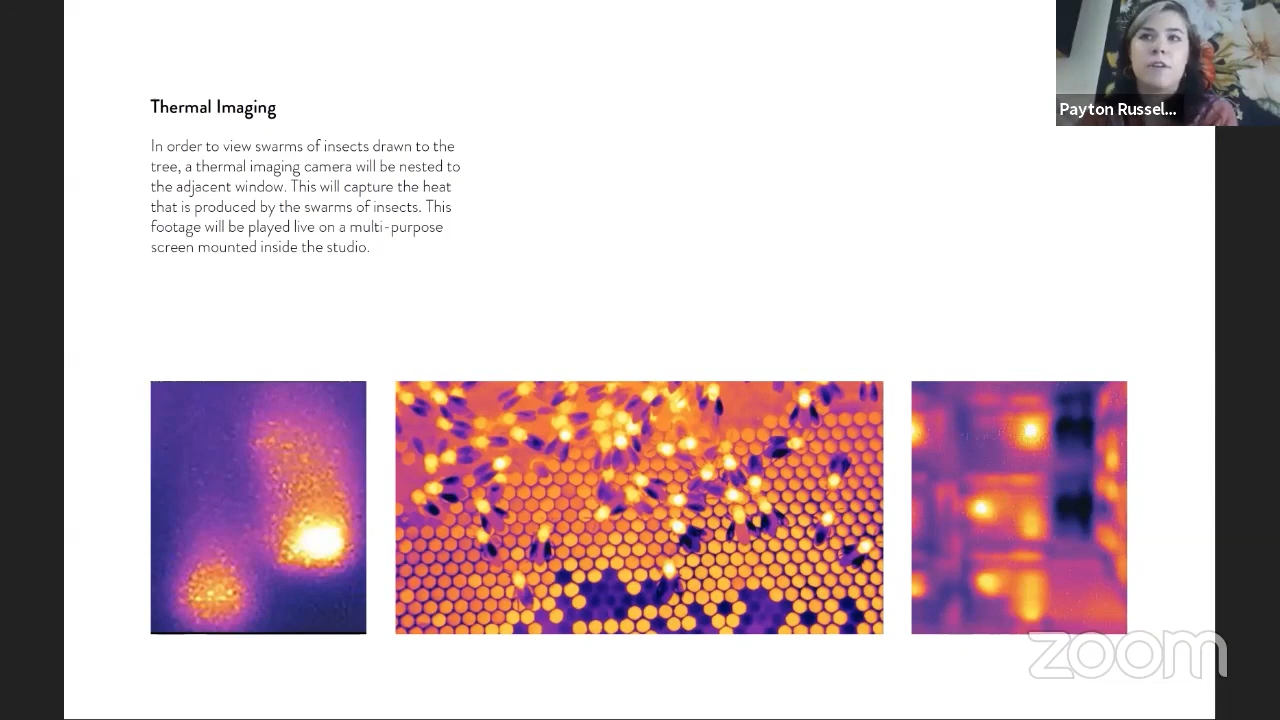 Thermal Imaging
In order to view swarms of insects drawn to the
tree, a thermal imaging camera will be nested to
the adjacent window. This will capture the heat
that is produced by the swarms of insects. This
footage will be played live on a multi-purpose
screen mounted inside the studio.
Payton Russel...
zoom